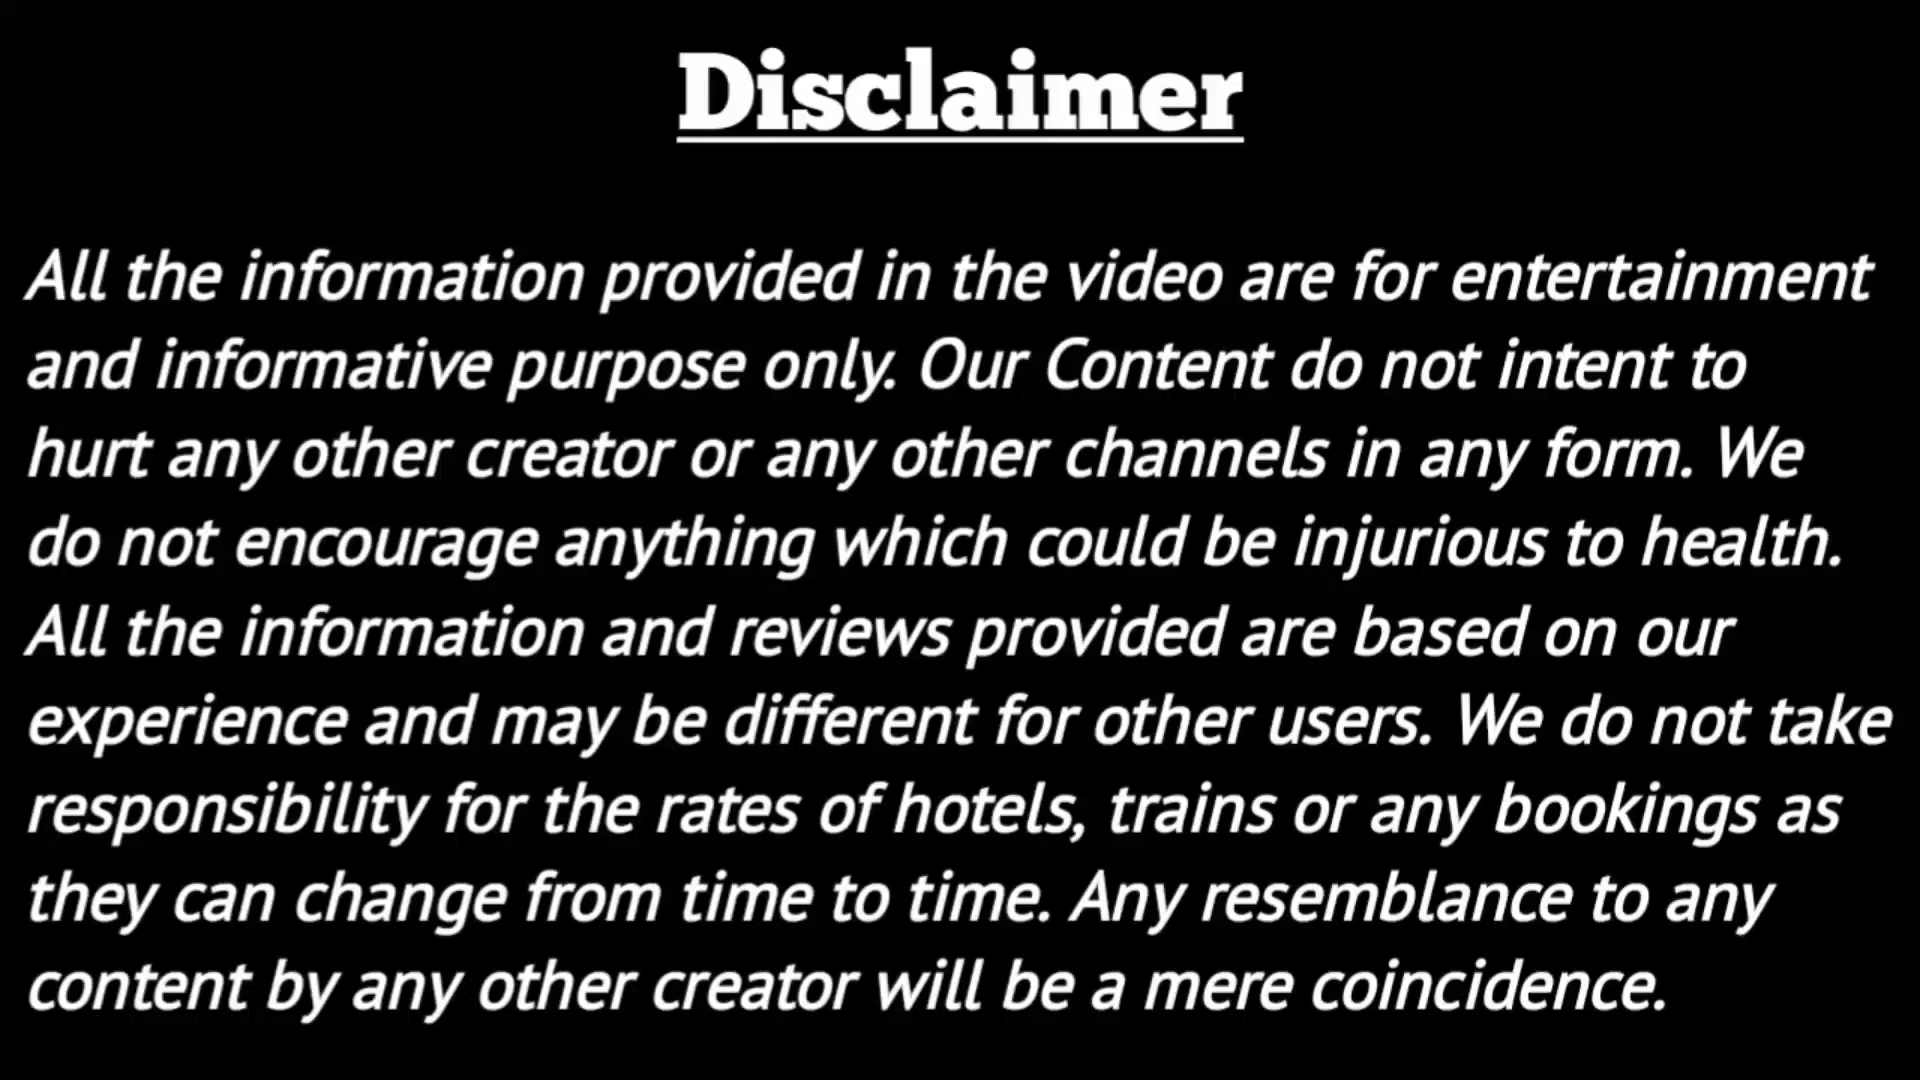 Disclaimer
All the information provided in the video are for entertainment
and informative purpose only. Our Content do not intent to
hurt any other creator or any other channels in any form. We
do not encourage anything which could be injurious to health.
All the information and reviews provided are based on our
experience and may be different for other users. We do not take
responsibility for the rates of hotels, trains or any bookings as
they can change from time to time. Any resemblance to any
content by any other creator will be a mere coincidence.